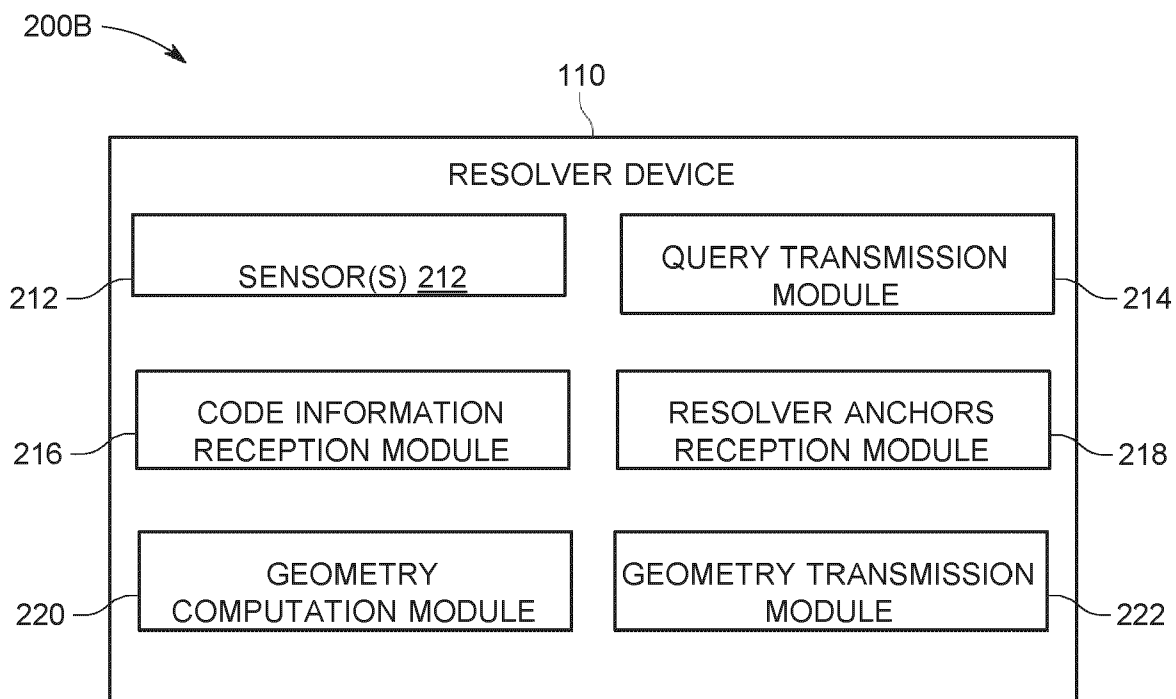 200B
110
RESOLVER DEVICE
SENSOR(S) 212
212
QUERY TRANSMISSION
MODULE
214
CODE INFORMATION
RECEPTION MODULE
216
RESOLVER ANCHORS
RECEPTION MODULE
218
GEOMETRY
COMPUTATION MODULE
220
GEOMETRY TRANSMISSION
MODULE
222